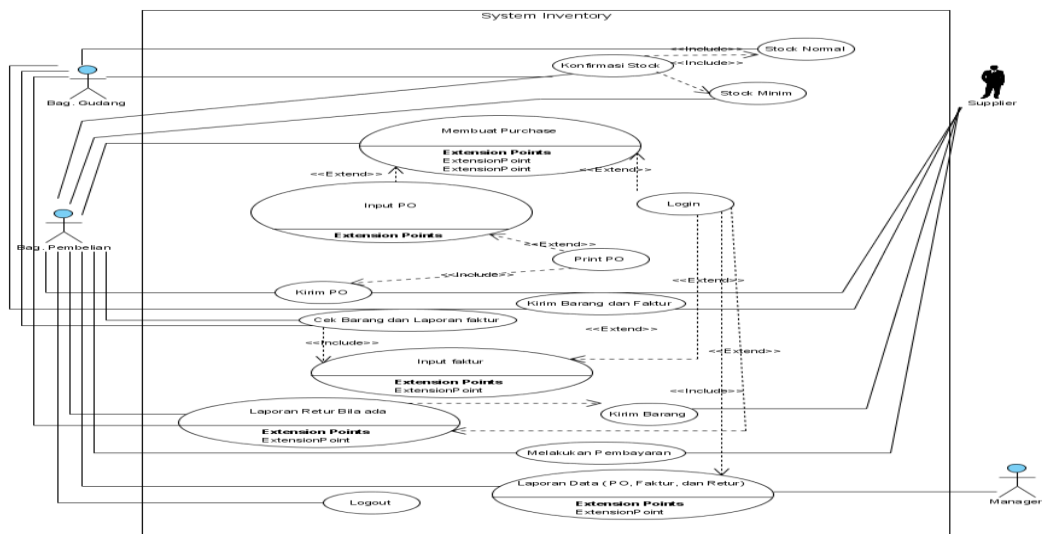 System Inventory
<<Include>>
Stock Normal
Konfirmasi Stock
<<Include>>
Bag. Gudang
Stock Minim
Supplier
Membuat Purchase
Extension Points
ExtensionPoint
ExtensionPoint
<<Extend>>
<<Extend>>
Input PO
Login
Extension Points
Bag. Pembelian
<<Extend>>
Print PO
<<Include>>
<<Extend>>
Kirim PO
Kirim Barang dan Faktur
Cek Barang dan Laporan faktur
<<Extend>>
<<Include>>
<<Extend>>
Input faktur
Extension Points
ExtensionPoint
<<Include>>
Laporan Retur Bila ada
Kirim Barang
Extension Points
ExtensionPoint
Melakukan Pembayaran
Laporan Data ( PO, Faktur, dan Retur)
Logout
Extension Points
ExtensionPoint
Manager